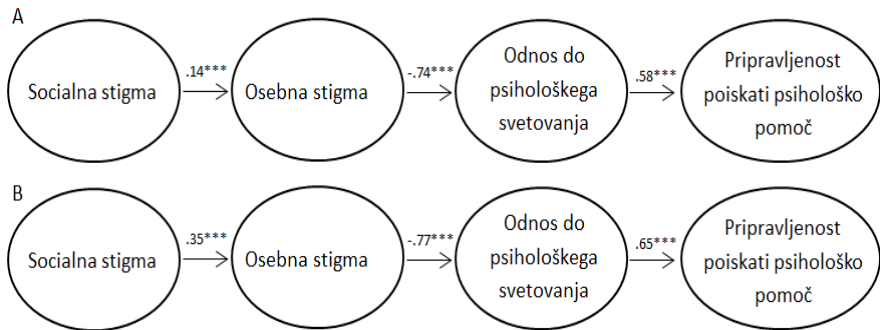 A
Socialna stigma
.14***
Osebna stigma
-.74***
Odnos do
psihološkega
svetovanja
.58***
Pripravljenost
poiskati psihološko
pomoč
B
Socialna stigma
.35***
Osebna stigma
-.77***
Odnos do
psihološkega
svetovanja
.65***
Pripravljenost
poiskati psihološko
pomoč